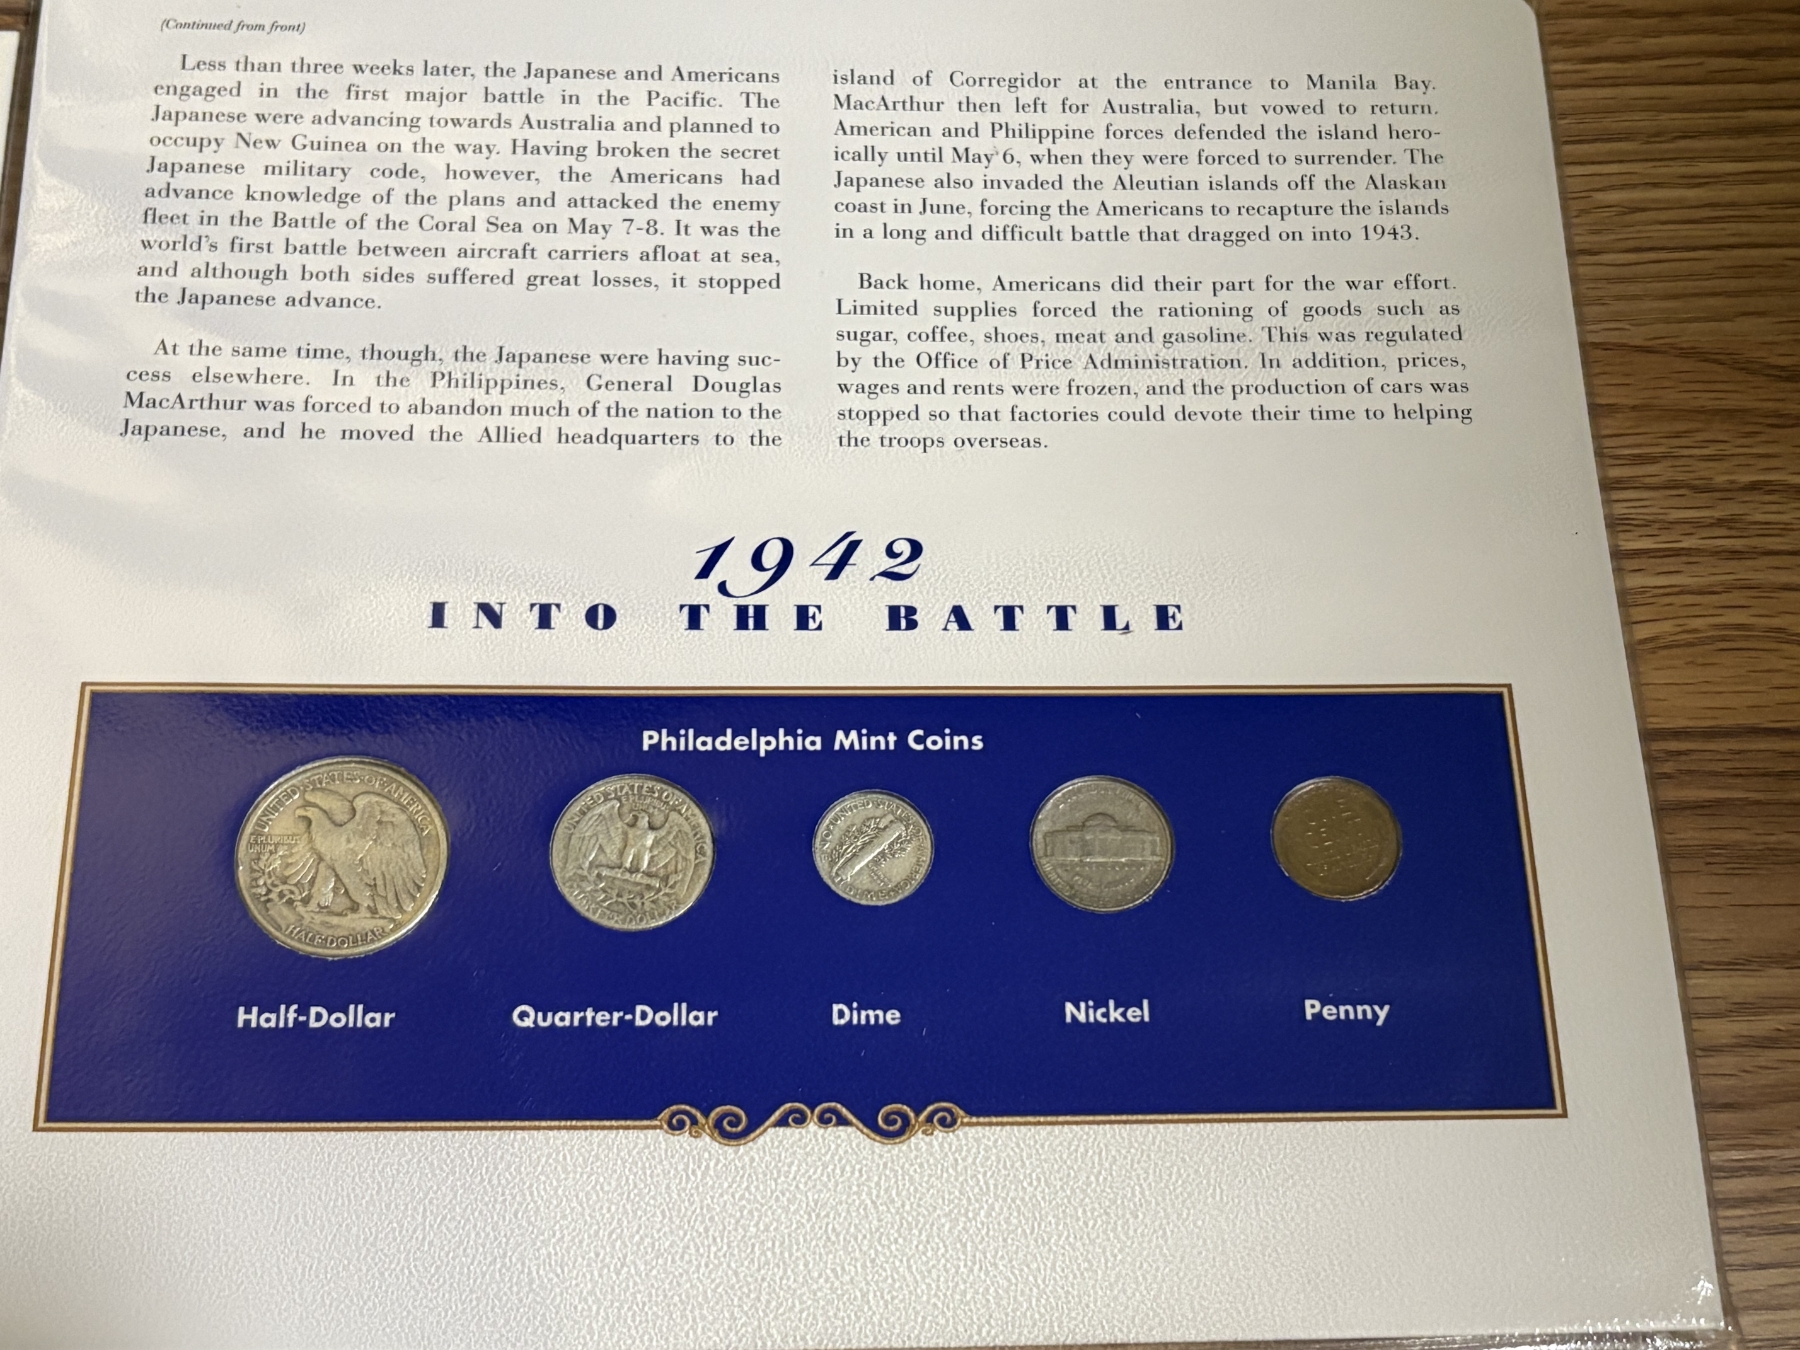 (Continued from front)
Less than three weeks later, the Japanese and Americans
engaged in the first major battle in the Pacific. The
Japanese were advancing towards Australia and planned to
occupy New Guinea on the way. Having broken the secret
Japanese military code, however, the Americans had
advance knowledge of the plans and attacked the enemy
fleet in the Battle of the Coral Sea on May 7-8. It was the
world's first battle between aircraft carriers afloat at sea,
and although both sides suffered great losses, it stopped
the Japanese advance.
At the same time, though, the Japanese were having suc-
cess elsewhere. In the Philippines, General Douglas
MacArthur was forced to abandon much of the nation to the
Japanese, and he moved the Allied headquarters to the
island of Corregidor at the entrance to Manila Bay.
MacArthur then left for Australia, but vowed to return.
American and Philippine forces defended the island hero-
ically until May 6, when they were forced to surrender. The
Japanese also invaded the Aleutian islands off the Alaskan
coast in June, forcing the Americans to recapture the islands
in a long and difficult battle that dragged on into 1943.
Back home, Americans did their part for the war effort.
Limited supplies forced the rationing of goods such as
sugar, coffee, shoes, meat and gasoline. This was regulated
by the Office of Price Administration. In addition, prices,
wages and rents were frozen, and the production of cars was
stopped so that factories could devote their time to helping
the troops overseas.
1942
INTO THE BATTLE
Philadelphia Mint Coins
UNITED STATES OF AMERICA
E PLURIBUS
UNUM
HALF DOLLAR
UNITED STATES OF AMERICA
E PLURIBUS
QUARTER DOLLAR
UNITED STATES
Half-Dollar
Quarter-Dollar
Dime
Nickel
Penny